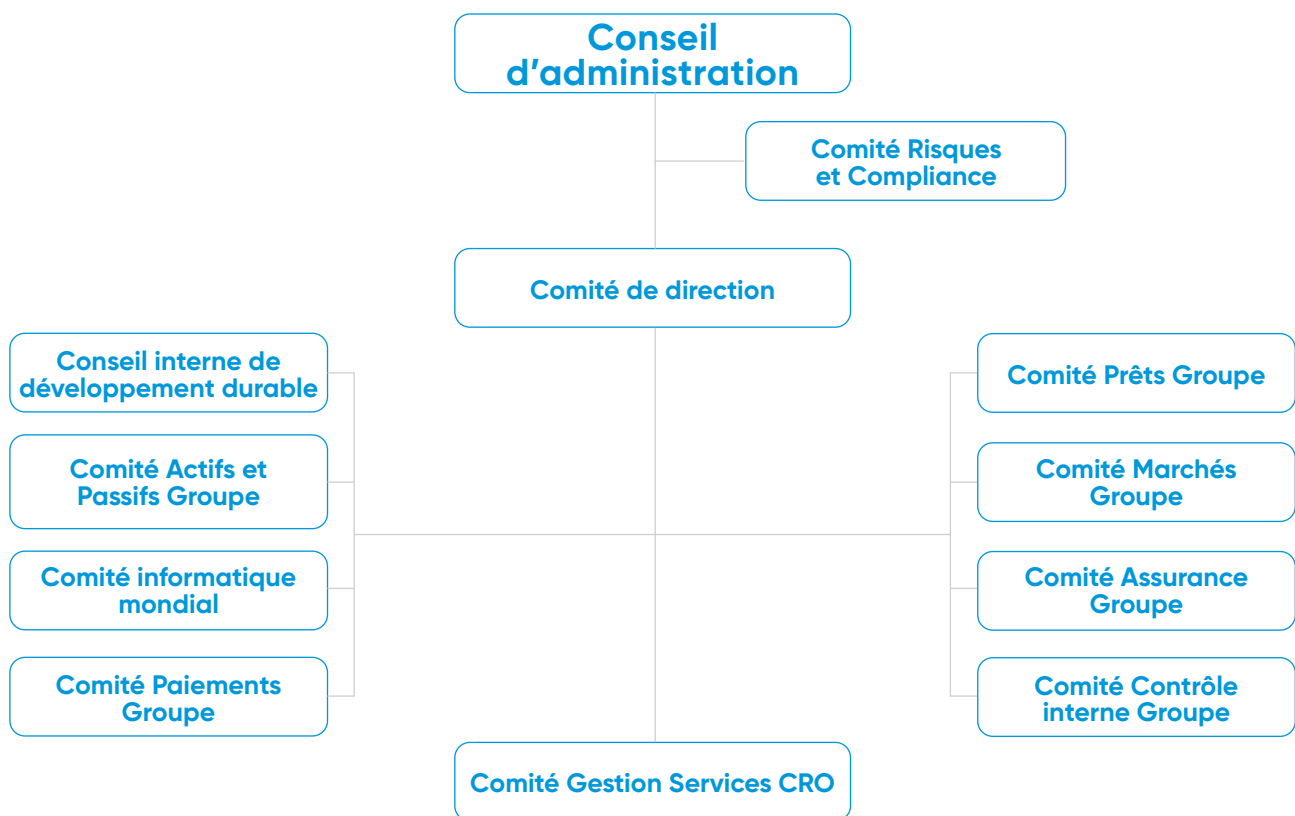 Conseil
d’administration
Comité Risques
et Compliance
Comité de direction
Conseil interne de
développement durable
Comité Actifs et
Passifs Groupe
Comité informatique
mondial
Comité Paiements
Groupe
Comité Prêts Groupe
Comité Marchés
Groupe
Comité Assurance
Groupe
Comité Contrôle
interne Groupe
Comité Gestion Services CRO